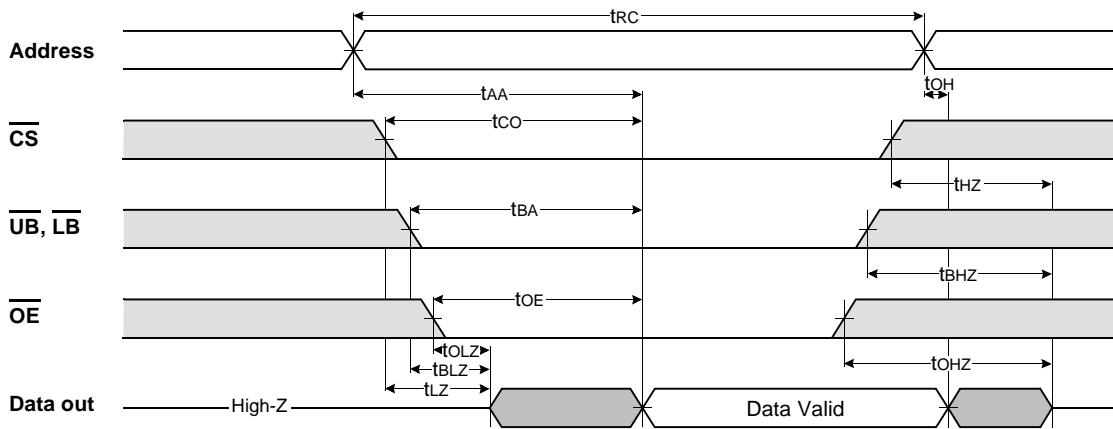 tRC
Address
tOH
tAA
tCO
CS
tHZ
tBA
UB, LB
tBHZ
tOE
OE
tOLZ
tOHZ
tBLZ
tLZ
Data out
High-Z
Data Valid